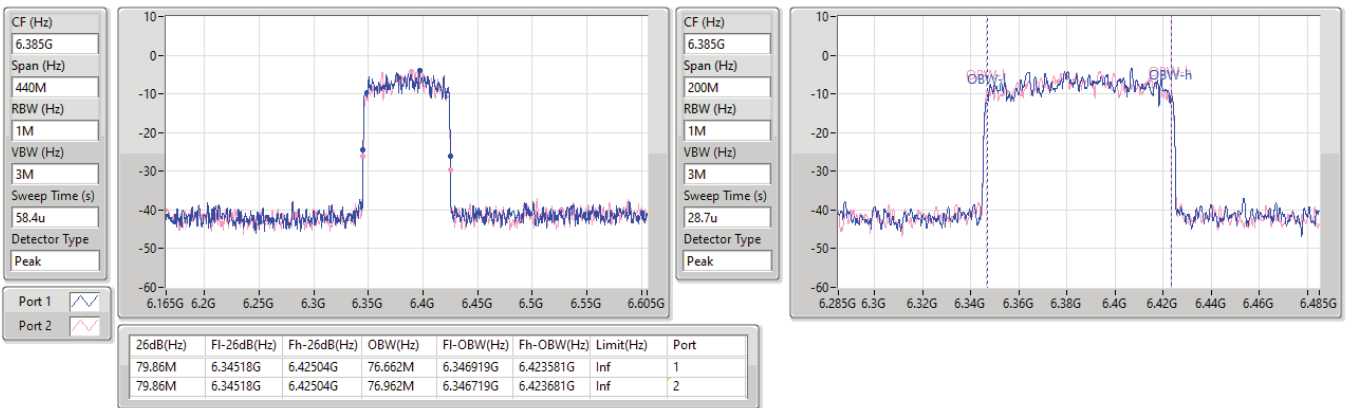 CF (Hz)
6.385G
Span (Hz)
440M
RBW (Hz)
1M
VBW (Hz)
3M
Sweep Time (s)
58.4u
Detector Type
Peak
Port 1
Port 2
10
0
-10
-20
-30
-40
-50
-60
6.165G 6.2G 6.25G 6.3G 6.35G 6.4G 6.45G 6.5G 6.55G 6.605G
CF (Hz)
6.385G
Span (Hz)
200M
RBW (Hz)
1M
VBW (Hz)
3M
Sweep Time (s)
28.7u
Detector Type
Peak
10
0
-10
-20
-30
-40
-50
-60
OBW-l
OBW-h
6.285G 6.3G 6.32G 6.34G 6.36G 6.38G 6.4G 6.42G 6.44G 6.46G 6.485G
26dB(Hz) Fl-26dB(Hz) Fh-26dB(Hz) OBW(Hz) Fl-OBW(Hz) Fh-OBW(Hz) Limit(Hz) Port
79.86M 6.34518G 6.42504G 76.662M 6.346919G 6.423581G Inf 1
79.86M 6.34518G 6.42504G 76.962M 6.346719G 6.423681G Inf 2